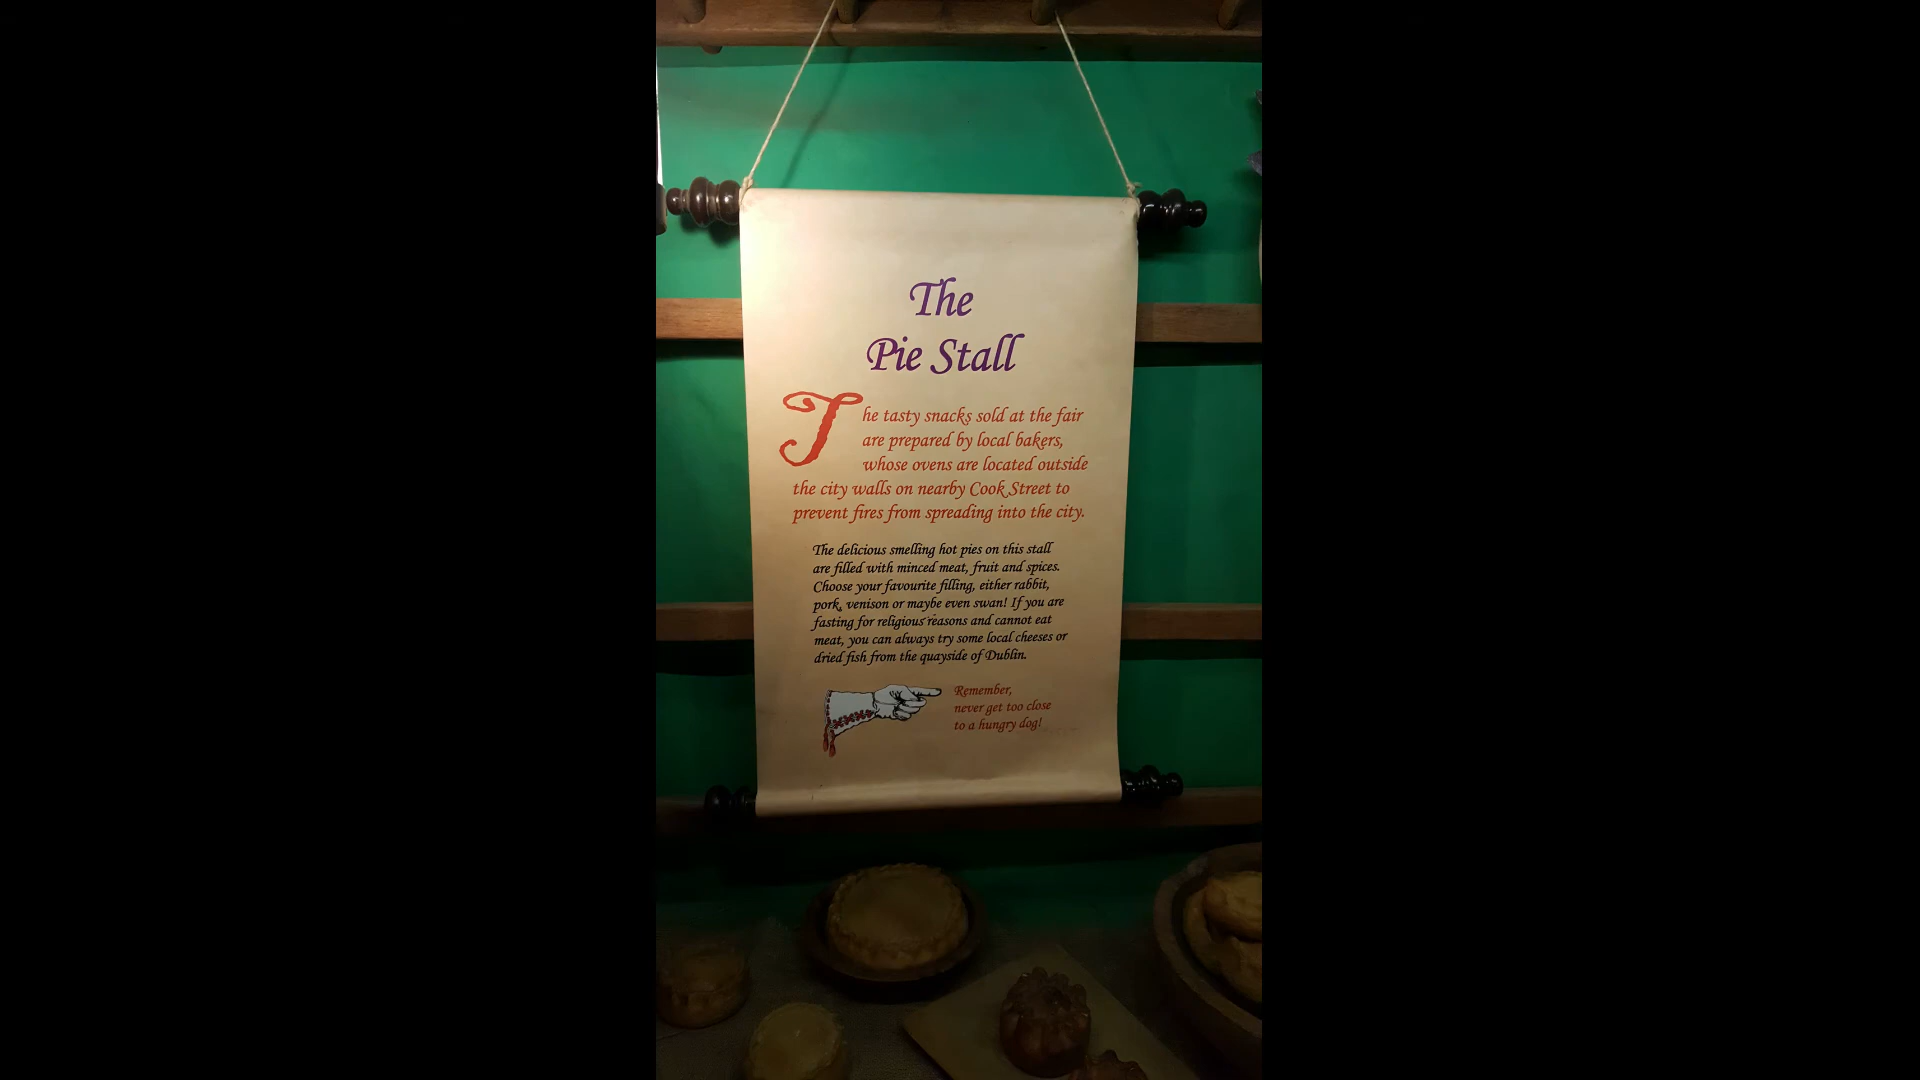 The
Pie Stall
The tasty snacks sold at the fair
are prepared by local bakers,
whose ovens are located outside
the city walls on nearby Cook Street to
prevent fires from spreading into the city.
The delicious smelling hot pies on this stall
are filled with minced meat, fruit and spices.
Choose your favourite filling, either rabbit,
pork, venison or maybe even swan! If you are
fasting for religious reasons and cannot eat
meat, you can always try some local cheeses or
dried fish from the quayside of Dublin.
Remember,
never get too close
to a hungry dog!